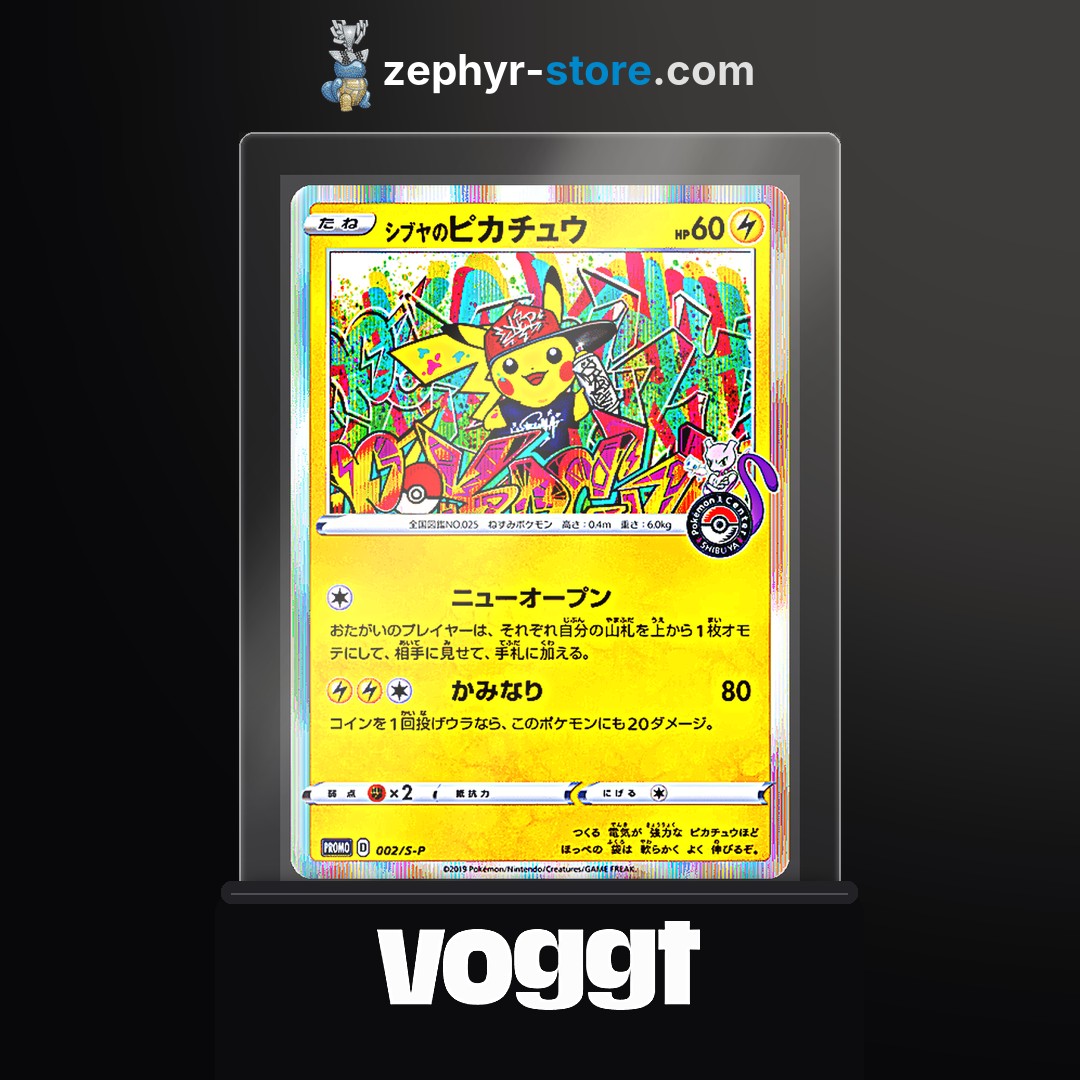 zephyr-store.com
たね シブヤのピカチュウ HP60
全国図鑑NO.025 ねずみポケモン 高さ:0.4m 重さ:6.0kg
Pokémon Center
SHIBUYA
ニューオープン
おたがいのプレイヤーは、それぞれ自分の山札を上から1枚オモ
テにして、相手に見せて、手札に加える。
かみなり 80
コインを1回投げウラなら、このポケモンにも20ダメージ。
弱点 ×2 抵抗力 にげる
つくる 電気が 強力な ピカチュウほど
ほっぺの 袋は 軟らかく よく 伸びるぞ。
PROMO D 002/S-P
©2019 Pokémon/Nintendo/Creatures/GAME FREAK.
voggt